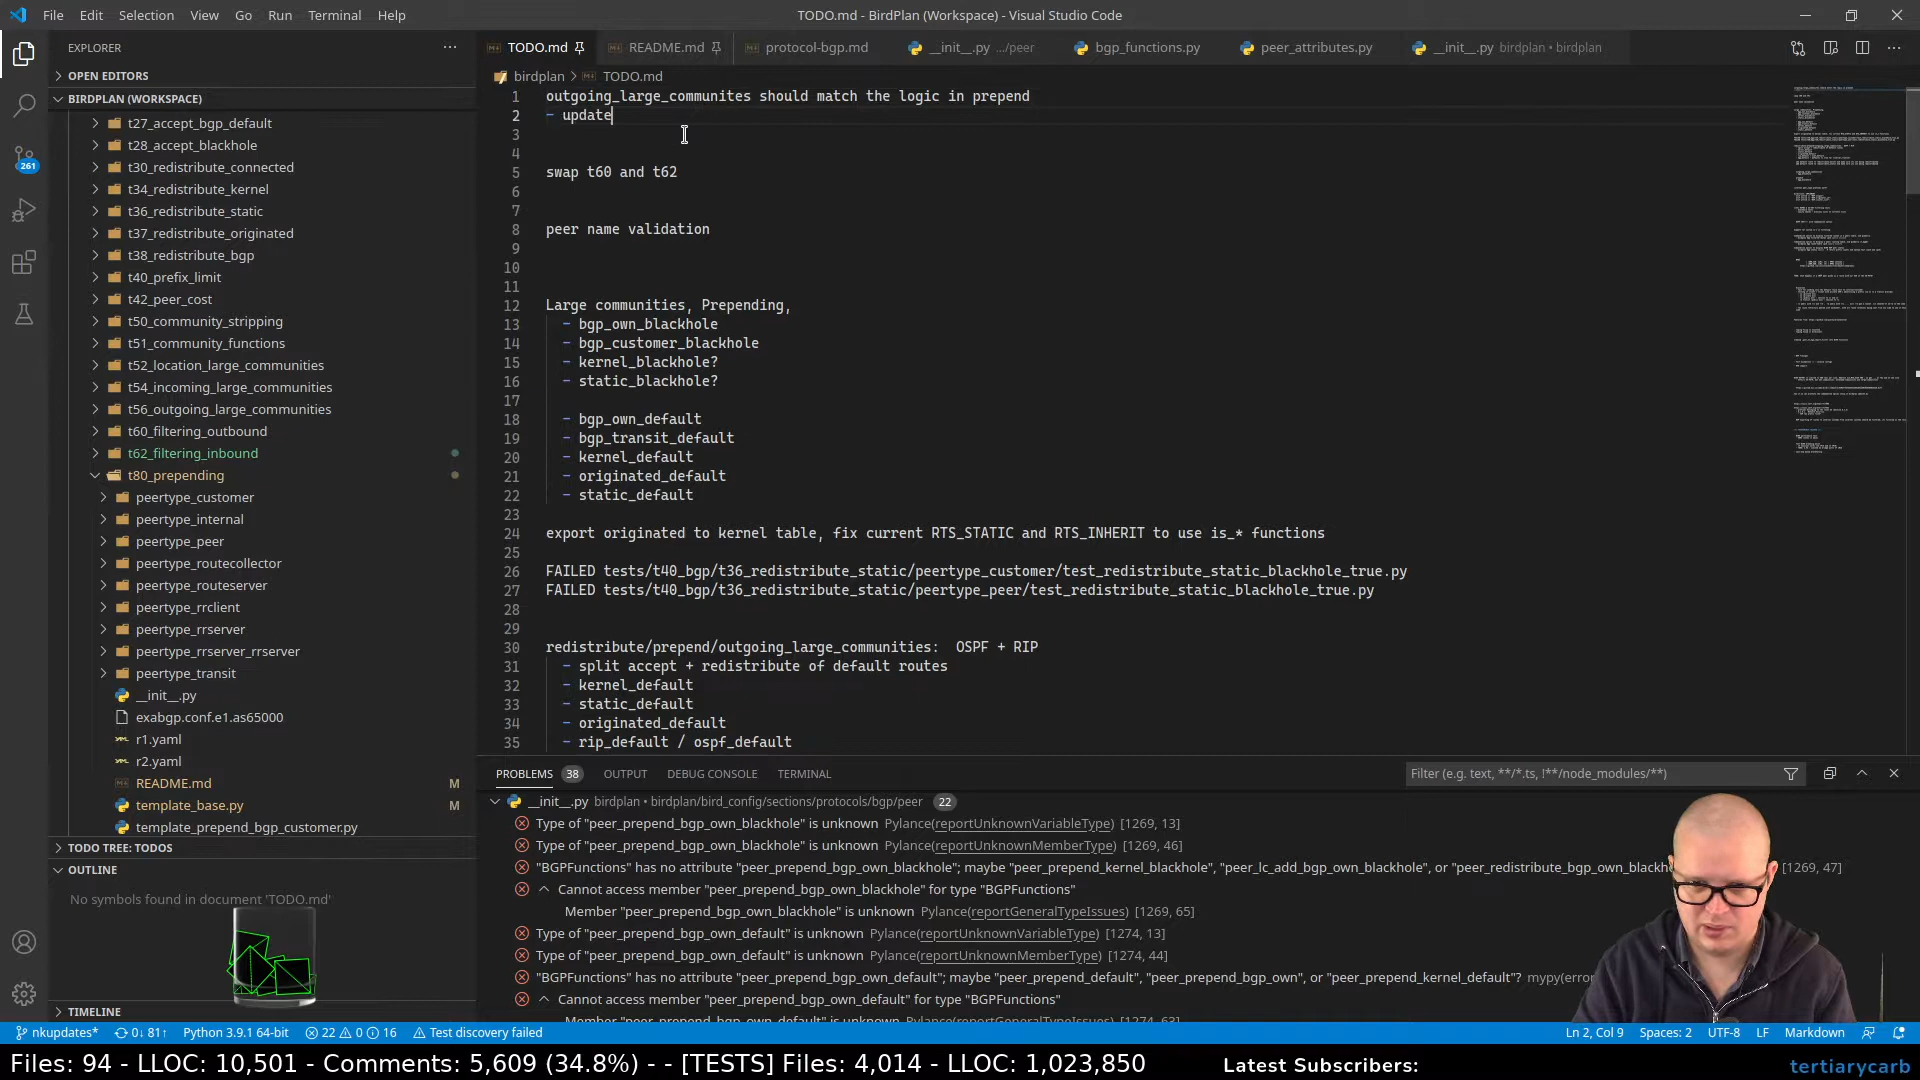 File Edit Selection View Go Run Terminal Help
TODO.md - BirdPlan (Workspace) - Visual Studio Code
EXPLORER
OPEN EDITORS
BIRDPLAN (WORKSPACE)
t27_accept_bgp_default
t28_accept_blackhole
t30_redistribute_connected
t34_redistribute_kernel
t36_redistribute_static
t37_redistribute_originated
t38_redistribute_bgp
t40_prefix_limit
t42_peer_cost
t50_community_stripping
t51_community_functions
t52_location_large_communities
t54_incoming_large_communities
t56_outgoing_large_communities
t60_filtering_outbound
t62_filtering_inbound
t80_prepending
peertype_customer
peertype_internal
peertype_peer
peertype_routecollector
peertype_routeserver
peertype_rrclient
peertype_rrserver
peertype_rrserver_rrserver
peertype_transit
__init__.py
exabgp.conf.e1.as65000
r1.yaml
r2.yaml
README.md M
template_base.py M
template_prepend_bgp_customer.py
TODO TREE: TODOS
OUTLINE
No symbols found in document 'TODO.md'
TIMELINE
261
TODO.md README.md protocol-bgp.md __init__.py .../peer bgp_functions.py peer_attributes.py __init__.py birdplan • birdplan
birdplan > TODO.md
1 outgoing_large_communites should match the logic in prepend
2 - update
3
4
5 swap t60 and t62
6
7
8 peer name validation
9
10
11
12 Large communities, Prepending,
13 - bgp_own_blackhole
14 - bgp_customer_blackhole
15 - kernel_blackhole?
16 - static_blackhole?
17
18 - bgp_own_default
19 - bgp_transit_default
20 - kernel_default
21 - originated_default
22 - static_default
23
24 export originated to kernel table, fix current RTS_STATIC and RTS_INHERIT to use is_* functions
25
26 FAILED tests/t40_bgp/t36_redistribute_static/peertype_customer/test_redistribute_static_blackhole_true.py
27 FAILED tests/t40_bgp/t36_redistribute_static/peertype_peer/test_redistribute_static_blackhole_true.py
28
29
30 redistribute/prepend/outgoing_large_communities: OSPF + RIP
31 - split accept + redistribute of default routes
32 - kernel_default
33 - static_default
34 - originated_default
35 - rip_default / ospf_default
PROBLEMS 38 OUTPUT DEBUG CONSOLE TERMINAL
Filter (e.g. text, **/*.ts, !**/node_modules/**)
__init__.py birdplan • birdplan/bird_config/sections/protocols/bgp/peer 22
Type of "peer_prepend_bgp_own_blackhole" is unknown Pylance(reportUnknownVariableType) [1269, 13]
Type of "peer_prepend_bgp_own_blackhole" is unknown Pylance(reportUnknownMemberType) [1269, 46]
"BGPFunctions" has no attribute "peer_prepend_bgp_own_blackhole"; maybe "peer_prepend_kernel_blackhole", "peer_lc_add_bgp_own_blackhole", or "peer_redistribute_bgp_own_blackh [1269, 47]
Cannot access member "peer_prepend_bgp_own_blackhole" for type "BGPFunctions"
Member "peer_prepend_bgp_own_blackhole" is unknown Pylance(reportGeneralTypeIssues) [1269, 65]
Type of "peer_prepend_bgp_own_default" is unknown Pylance(reportUnknownVariableType) [1274, 13]
Type of "peer_prepend_bgp_own_default" is unknown Pylance(reportUnknownMemberType) [1274, 44]
"BGPFunctions" has no attribute "peer_prepend_bgp_own_default"; maybe "peer_prepend_default", "peer_prepend_bgp_own", or "peer_prepend_kernel_default"? mypy(error
Cannot access member "peer_prepend_bgp_own_default" for type "BGPFunctions"
nkupdates* 0↓ 81↑ Python 3.9.1 64-bit 22 0 16 Test discovery failed
Ln 2, Col 9 Spaces: 2 UTF-8 LF Markdown
Files: 94 - LLOC: 10,501 - Comments: 5,609 (34.8%) - - [TESTS] Files: 4,014 - LLOC: 1,023,850
Latest Subscribers:
tertiarycarb